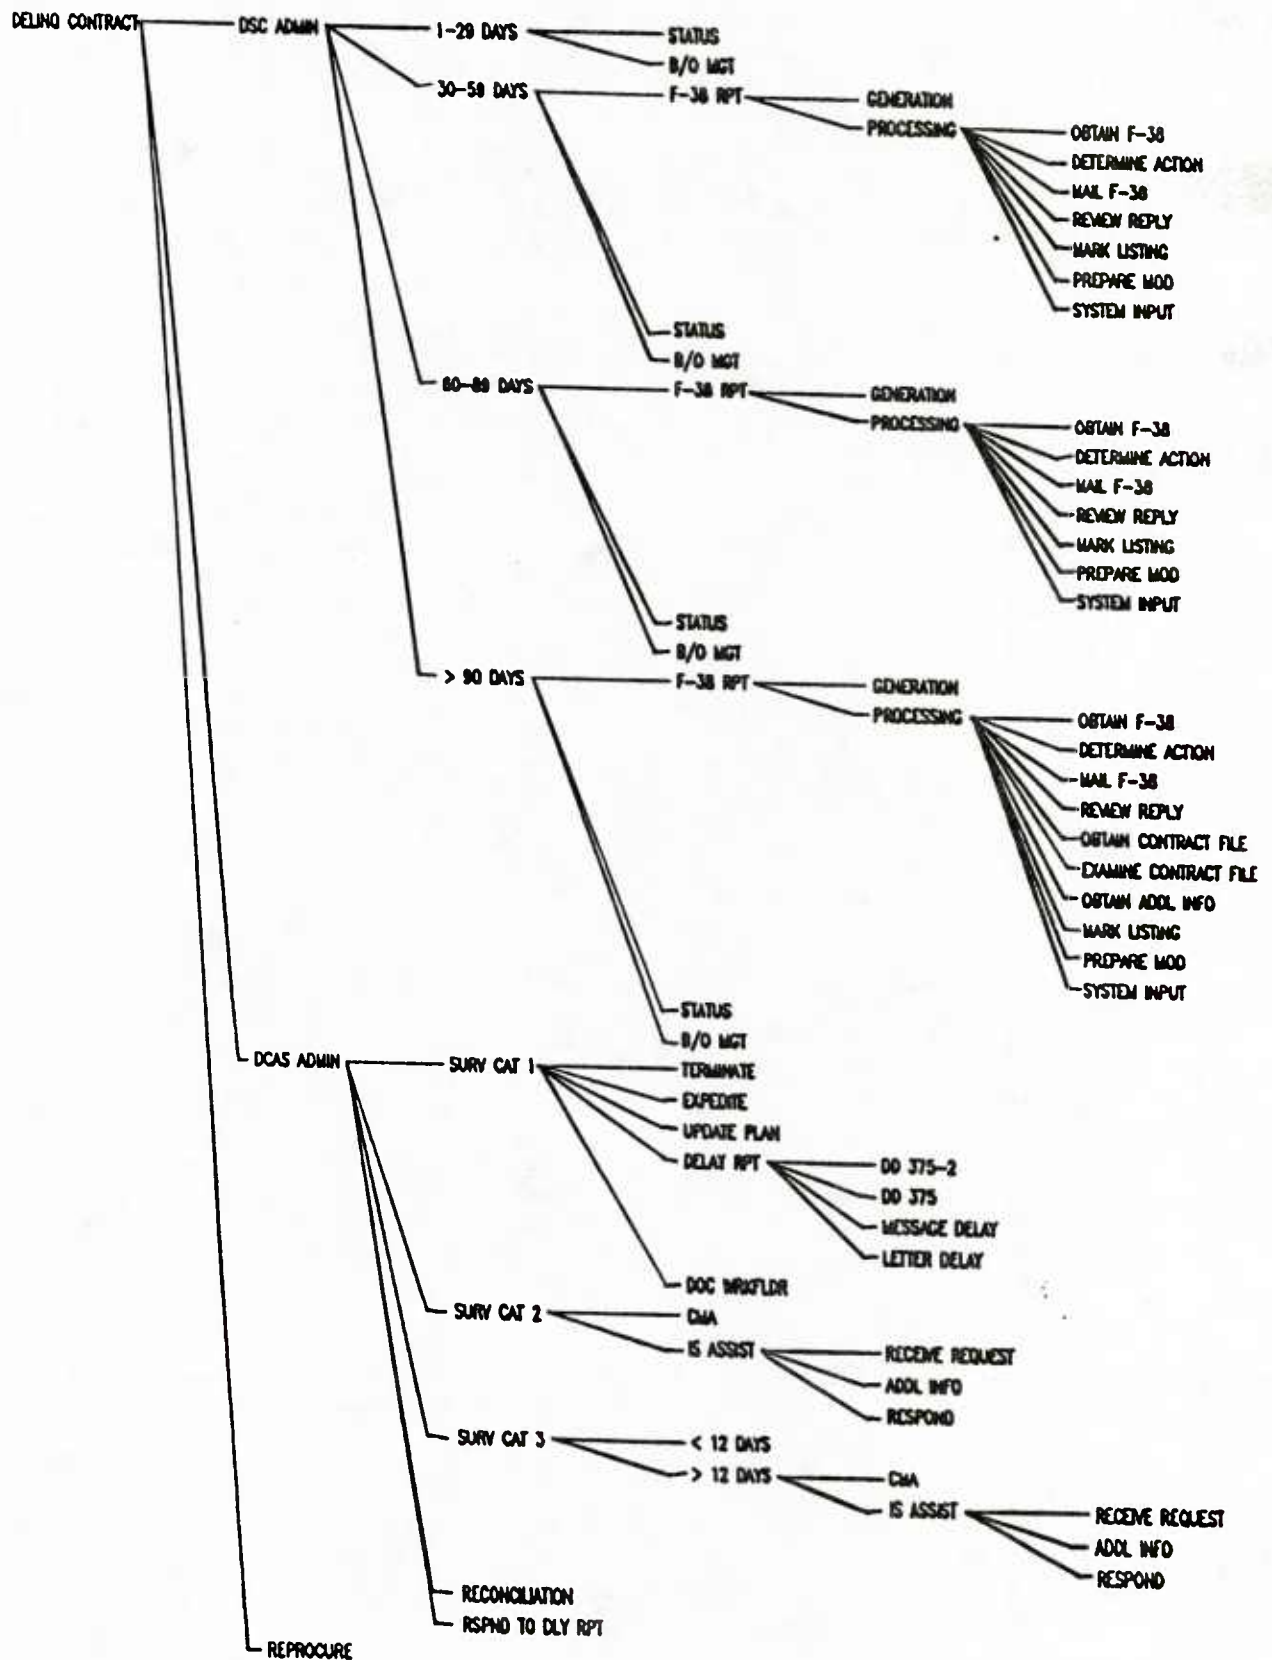 DELINQ CONTRACT
DSC ADMIN
1-29 DAYS
STATUS
B/O MGT
30-59 DAYS
F-38 RPT
GENERATION
PROCESSING
OBTAIN F-38
DETERMINE ACTION
MAIL F-38
REVIEW REPLY
MARK LISTING
PREPARE MOD
SYSTEM INPUT
STATUS
B/O MGT
60-89 DAYS
F-38 RPT
GENERATION
PROCESSING
OBTAIN F-38
DETERMINE ACTION
MAIL F-38
REVIEW REPLY
MARK LISTING
PREPARE MOD
SYSTEM INPUT
STATUS
B/O MGT
> 90 DAYS
F-38 RPT
GENERATION
PROCESSING
OBTAIN F-38
DETERMINE ACTION
MAIL F-38
REVIEW REPLY
OBTAIN CONTRACT FILE
EXAMINE CONTRACT FILE
OBTAIN ADDL INFO
MARK LISTING
PREPARE MOD
SYSTEM INPUT
STATUS
B/O MGT
DCAS ADMIN
SURV CAT 1
TERMINATE
EXPEDITE
UPDATE PLAN
DELAY RPT
DD 375-2
DD 375
MESSAGE DELAY
LETTER DELAY
DOC WRKFLDR
SURV CAT 2
CMA
IS ASSIST
RECEIVE REQUEST
ADDL INFO
RESPOND
SURV CAT 3
< 12 DAYS
> 12 DAYS
CMA
IS ASSIST
RECEIVE REQUEST
ADDL INFO
RESPOND
RECONCILIATION
RSPND TO DLY RPT
REPROCURE